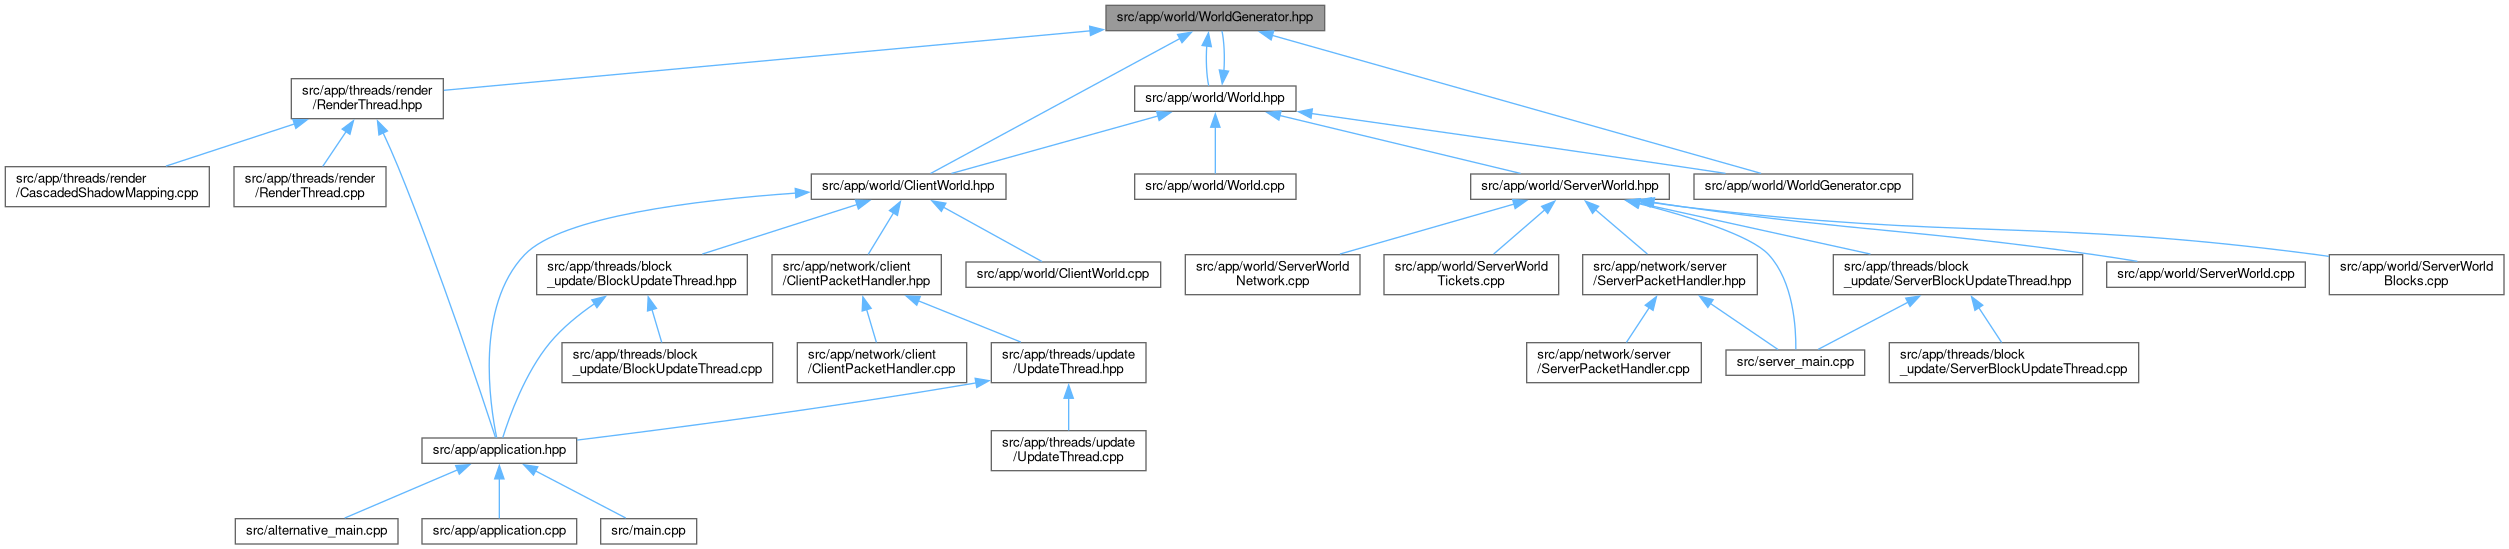 src/app/world/WorldGenerator.hpp
src/app/threads/render
/RenderThread.hpp
src/app/world/World.hpp
src/app/threads/render
/CascadedShadowMapping.cpp
src/app/threads/render
/RenderThread.cpp
src/app/world/ClientWorld.hpp
src/app/world/World.cpp
src/app/world/ServerWorld.hpp
src/app/world/WorldGenerator.cpp
src/app/threads/block
_update/BlockUpdateThread.hpp
src/app/network/client
/ClientPacketHandler.hpp
src/app/world/ClientWorld.cpp
src/app/world/ServerWorld
Network.cpp
src/app/world/ServerWorld
Tickets.cpp
src/app/network/server
/ServerPacketHandler.hpp
src/app/threads/block
_update/ServerBlockUpdateThread.hpp
src/app/world/ServerWorld.cpp
src/app/world/ServerWorld
Blocks.cpp
src/app/threads/block
_update/BlockUpdateThread.cpp
src/app/network/client
/ClientPacketHandler.cpp
src/app/threads/update
/UpdateThread.hpp
src/app/network/server
/ServerPacketHandler.cpp
src/server_main.cpp
src/app/threads/block
_update/ServerBlockUpdateThread.cpp
src/app/application.hpp
src/app/threads/update
/UpdateThread.cpp
src/alternative_main.cpp
src/app/application.cpp
src/main.cpp